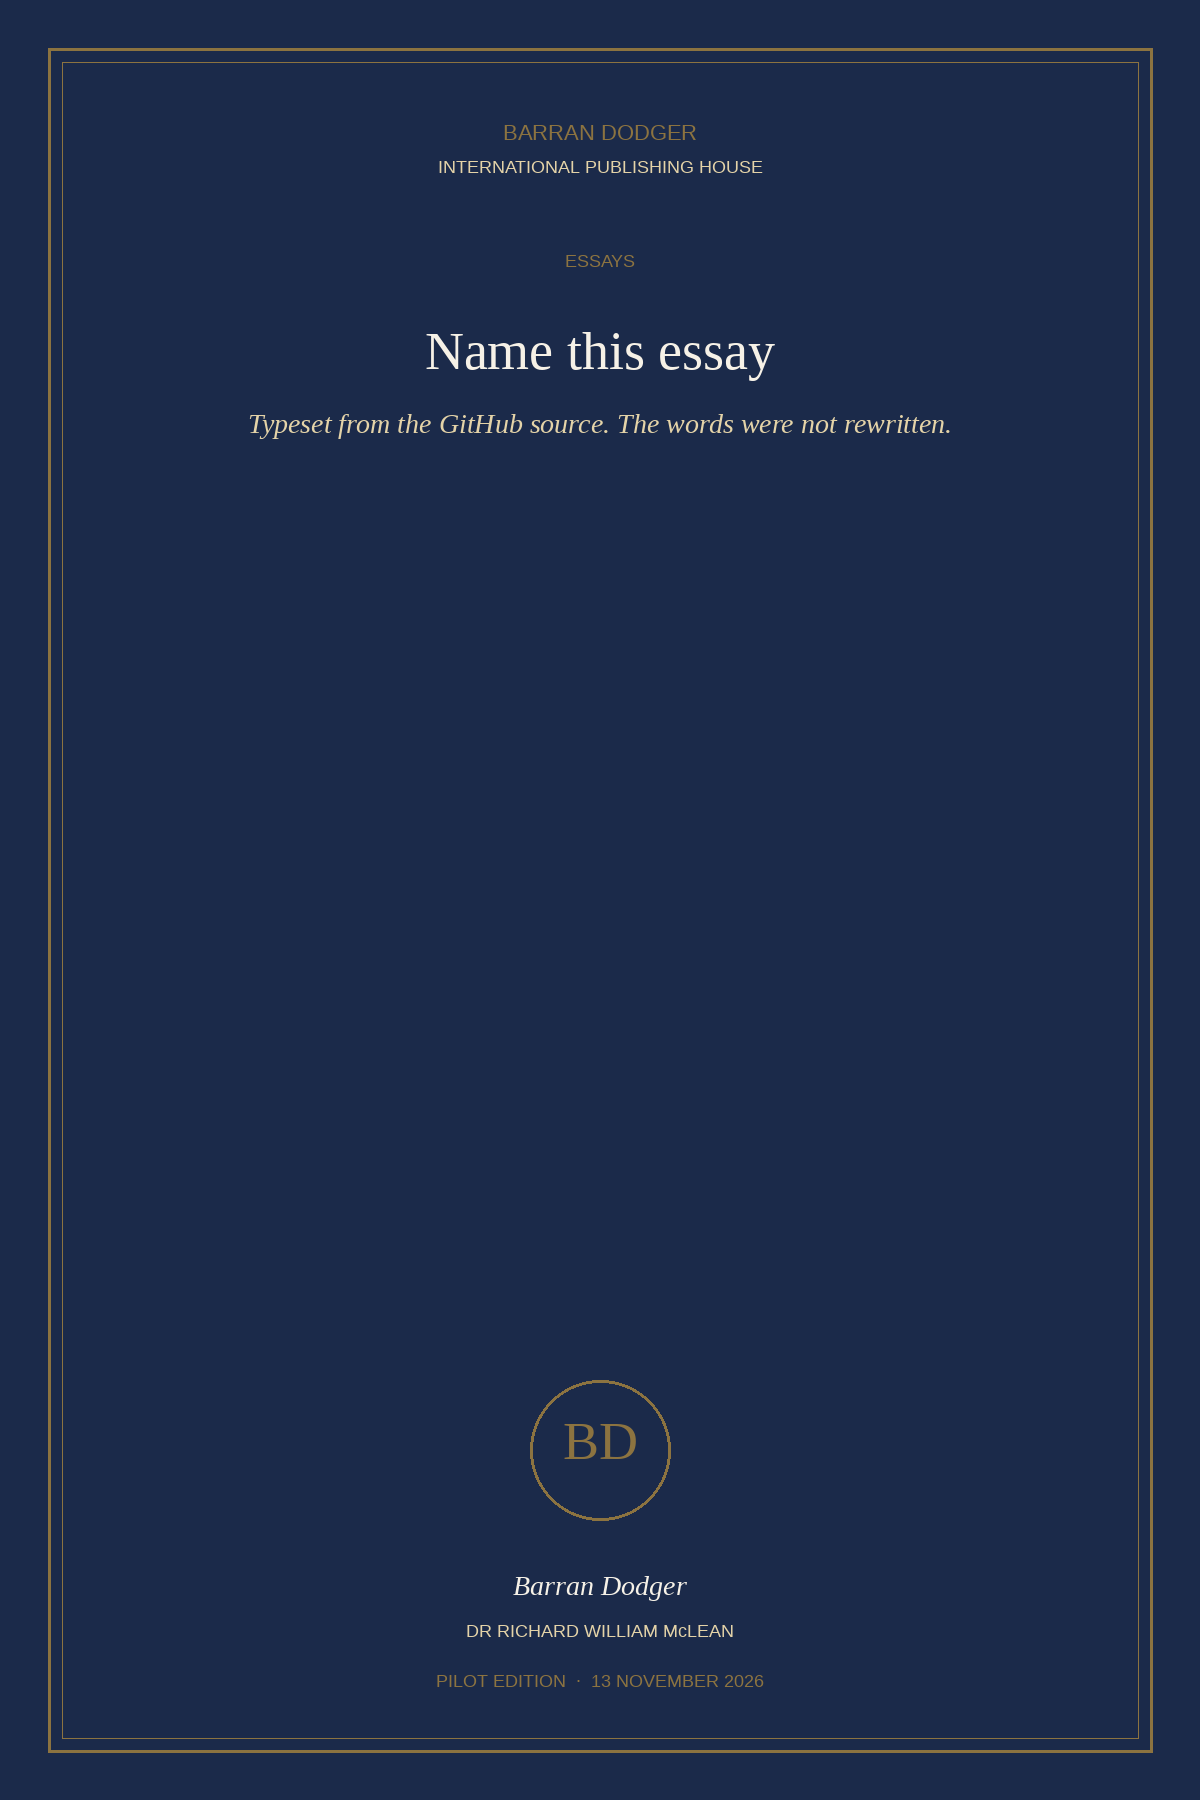 BARRAN DODGER
INTERNATIONAL PUBLISHING HOUSE
ESSAYS
Name this essay
Typeset from the GitHub source. The words were not rewritten.
BD
Barran Dodger
DR RICHARD WILLIAM McLEAN
PILOT EDITION · 13 NOVEMBER 2026